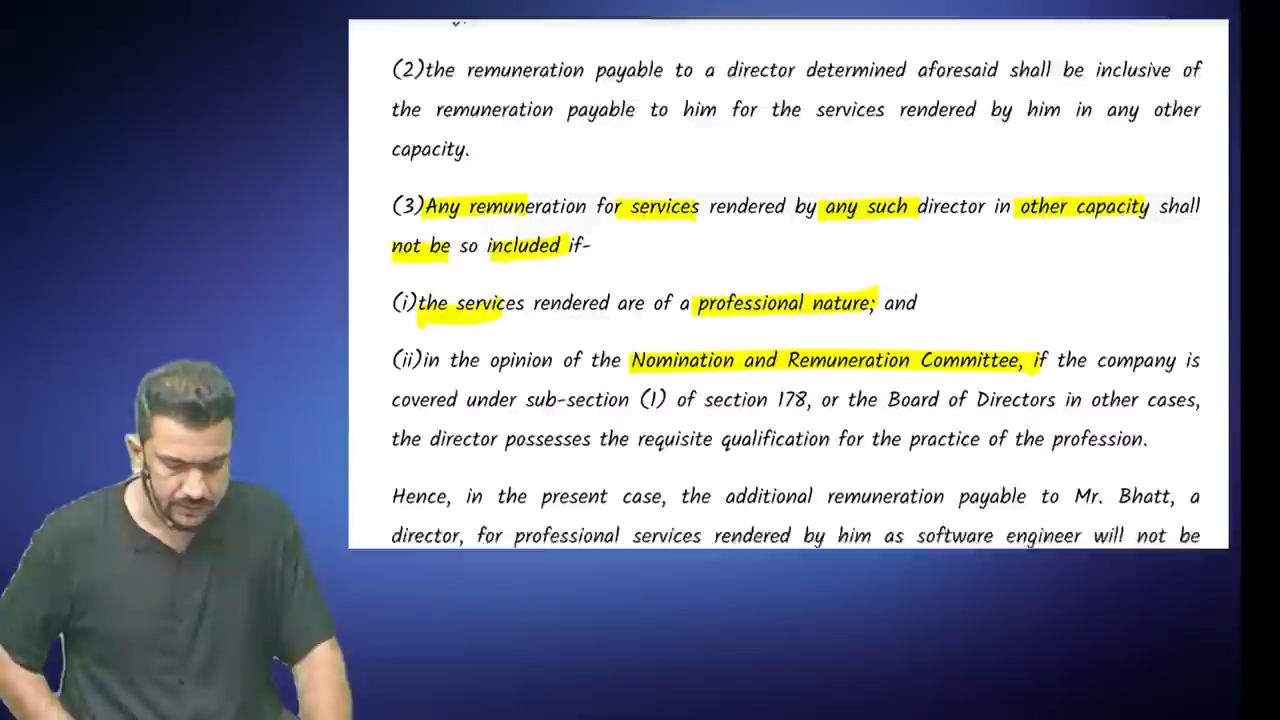 (2)the remuneration payable to a director determined aforesaid shall be inclusive of
the remuneration payable to him for the services rendered by him in any other
capacity.
(3)Any remuneration for services rendered by any such director in other capacity shall
not be so included if-
(i)the services rendered are of a professional nature; and
(ii)in the opinion of the Nomination and Remuneration Committee, if the company is
covered under sub-section (1) of section 178, or the Board of Directors in other cases,
the director possesses the requisite qualification for the practice of the profession.
Hence, in the present case, the additional remuneration payable to Mr. Bhatt, a
director, for professional services rendered by him as software engineer will not be